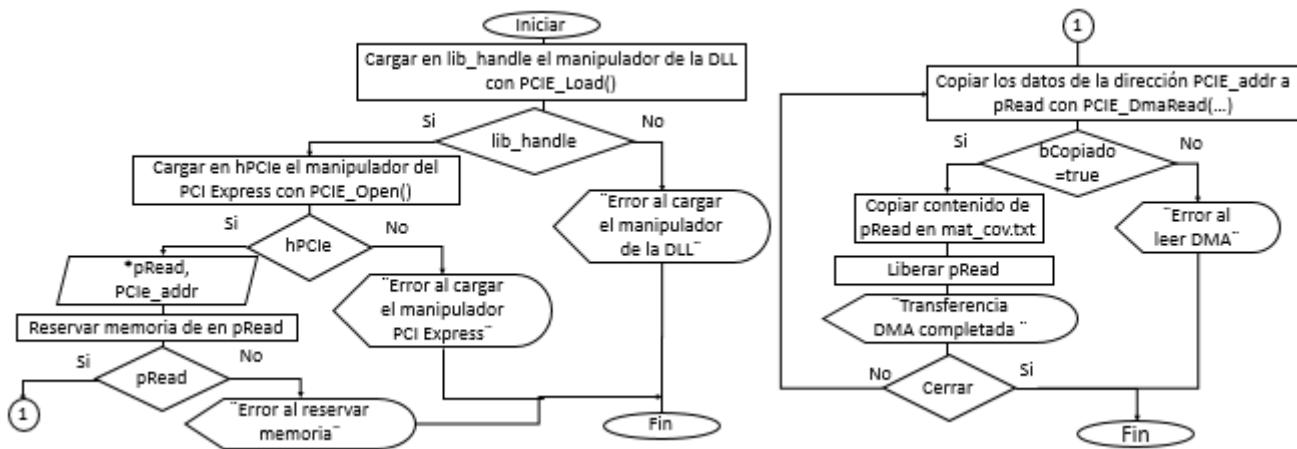 Iniciar
Cargar en lib_handle el manipulador de la DLL
con PCIE_Load()
Si
No
lib_handle
Cargar en hPCIe el manipulador del
PCI Express con PCIE_Open()
¨Error al cargar
el manipulador
de la DLL¨
Si
No
hPCIe
*pRead,
PCIe_addr
¨Error al cargar
el manipulador
PCI Express¨
Reservar memoria de en pRead
Si
No
pRead
1
¨Error al reservar
memoria¨
Fin
1
Copiar los datos de la dirección PCIE_addr a
pRead con PCIE_DmaRead(...)
Si
No
bCopiado
=true
Copiar contenido de
pRead en mat_cov.txt
¨Error al
leer DMA¨
Liberar pRead
¨Transferencia
DMA completada ¨
No
Si
Cerrar
Fin